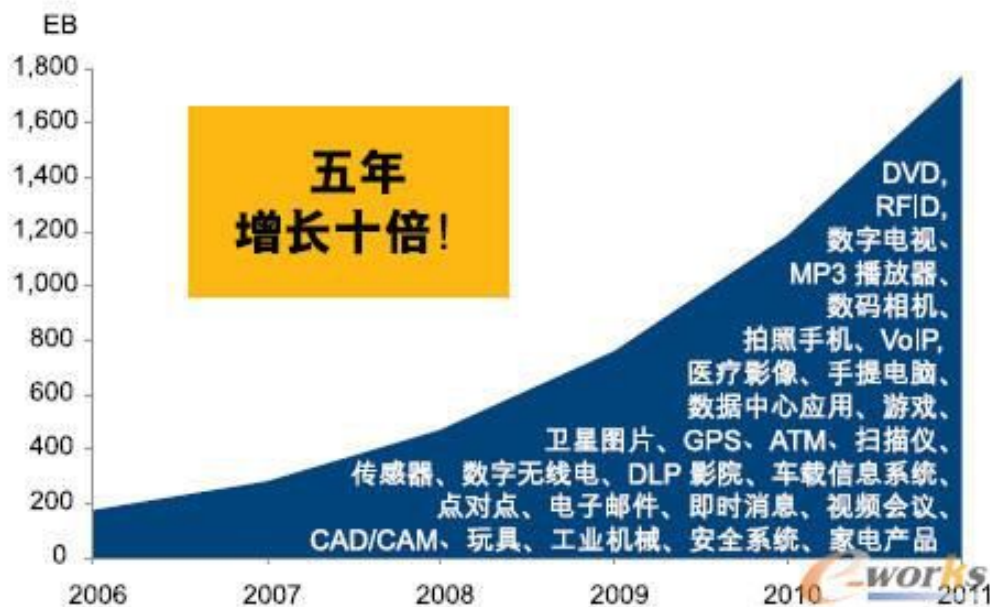 EB
1,800
1,600
1,400
1,200
1,000
800
600
400
200
0
五年
增长十倍!
DVD,
RFID,
数字电视、
MP3 播放器、
数码相机、
拍照手机、VoIP,
医疗影像、手提电脑、
数据中心应用、游戏、
卫星图片、GPS、ATM、扫描仪、
传感器、数字无线电、DLP 影院、车载信息系统、
点对点、电子邮件、即时消息、视频会议、
CAD/CAM、玩具、工业机械、安全系统、家电产品
e-works
2006 2007 2008 2009 2010 2011